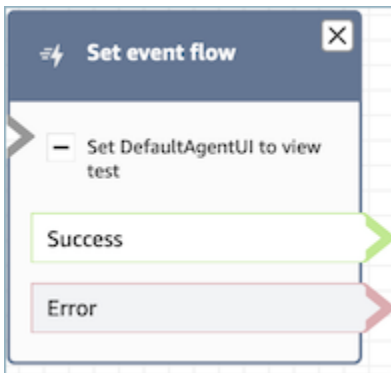 Set event flow
Set DefaultAgentUI to view
test
Success
Error